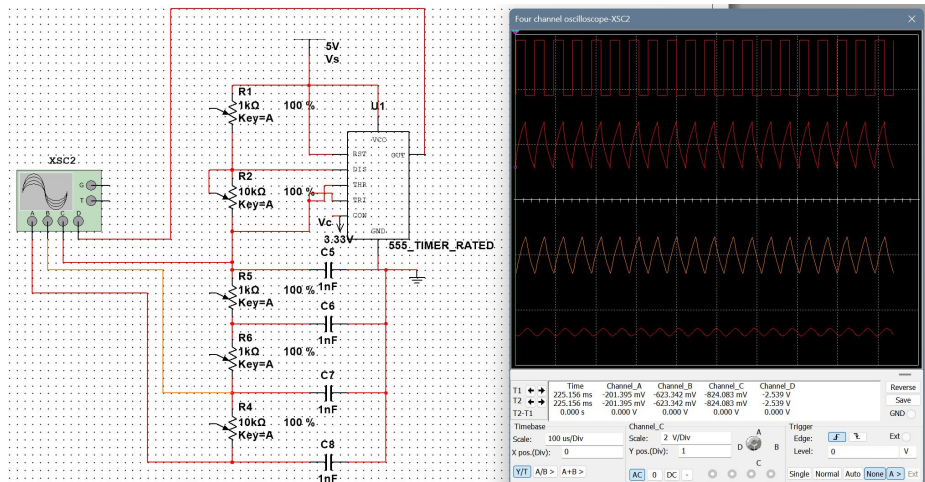 Four channel oscilloscope-XSC2
5V
Vs
R1
1kΩ 100 %
Key=A
U1
VCC
RST OUT
DIS
THR
TRI
CON
GND
555_TIMER_RATED
XSC2
G
T
A B C D
R2
10kΩ 100 %
Key=A
Vc
3.33V
C5
1nF
R5
1kΩ 100 %
Key=A
C6
1nF
R6
1kΩ 100 %
Key=A
C7
1nF
R4
10kΩ 100 %
Key=A
C8
1nF
Time Channel_A Channel_B Channel_C Channel_D
T1 225.156 ms -201.395 mV -623.342 mV -824.083 mV -2.539 V
T2 225.156 ms -201.395 mV -623.342 mV -824.083 mV -2.539 V
T2-T1 0.000 s 0.000 V 0.000 V 0.000 V 0.000 V
Reverse
Save
GND
Timebase
Scale: 100 us/Div
X pos.(Div): 0
Y/T A/B > A+B >
Channel_C
Scale: 2 V/Div
Y pos.(Div): 1
AC 0 DC -
A
D B
C
Trigger
Edge: Ext
Level: 0 V
Single Normal Auto None A > Ext